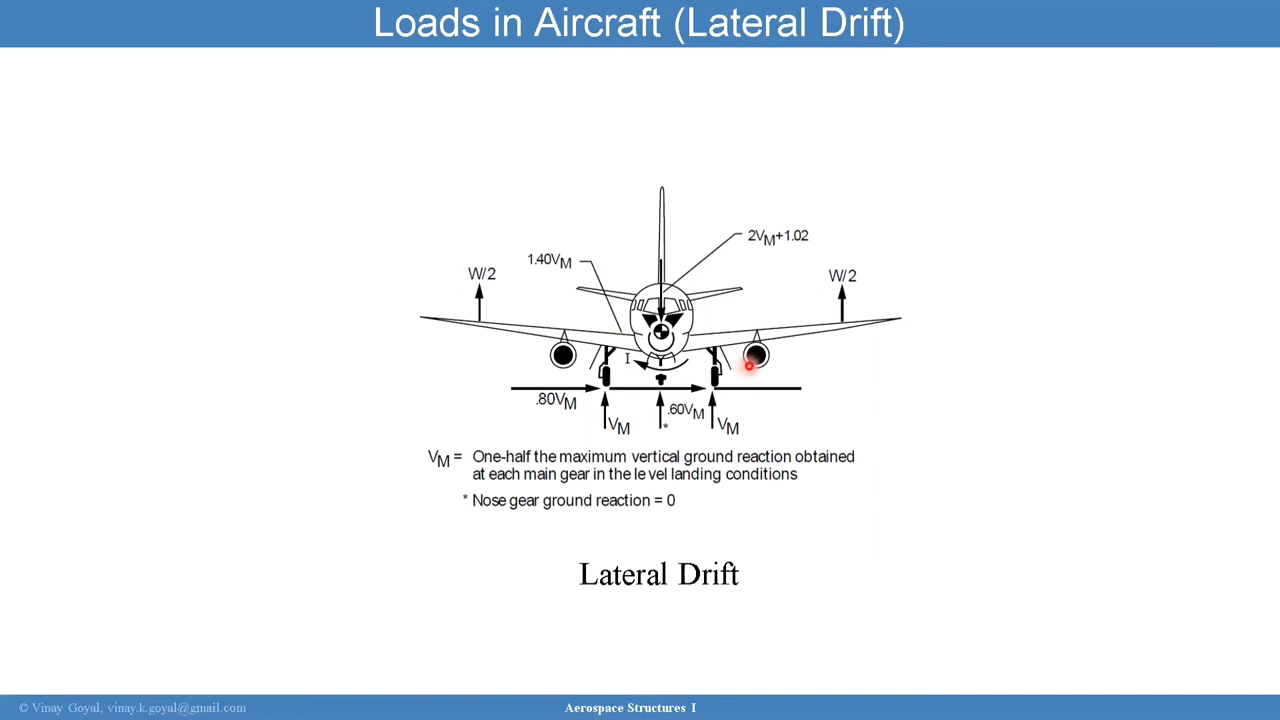 Loads in Aircraft (Lateral Drift)
2VM+1.02
1.40VM
W/2
W/2
I
.80VM
.60VM
VM
*
VM
VM = One-half the maximum vertical ground reaction obtained
at each main gear in the level landing conditions
* Nose gear ground reaction = 0
Lateral Drift
© Vinay Goyal, vinay.k.goyal@gmail.com
Aerospace Structures I